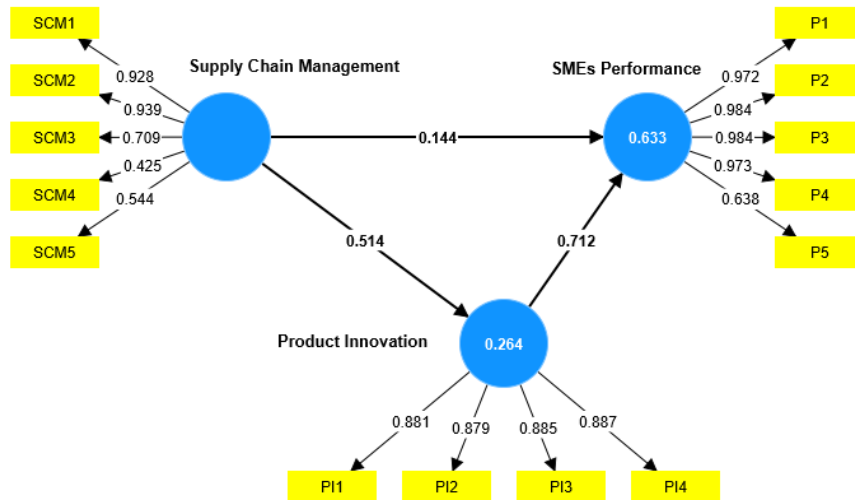 SCM1
SCM2
SCM3
SCM4
SCM5
0.928
0.939
0.709
0.425
0.544
Supply Chain Management
0.144
0.514
SMEs Performance
0.633
0.712
P1
P2
P3
P4
P5
0.972
0.984
0.984
0.973
0.638
Product Innovation
0.264
0.881
0.879
0.885
0.887
PI1
PI2
PI3
PI4